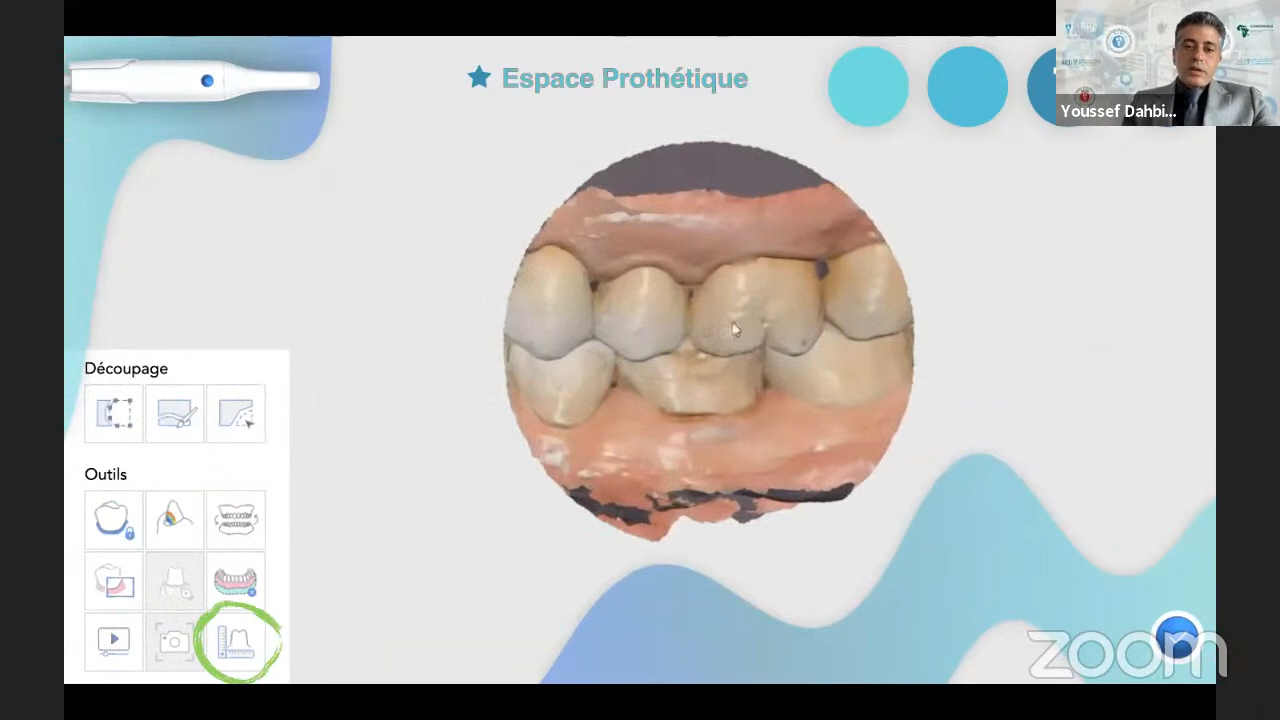 Espace Prothétique
Youssef Dahbi...
Découpage
Outils
zoom